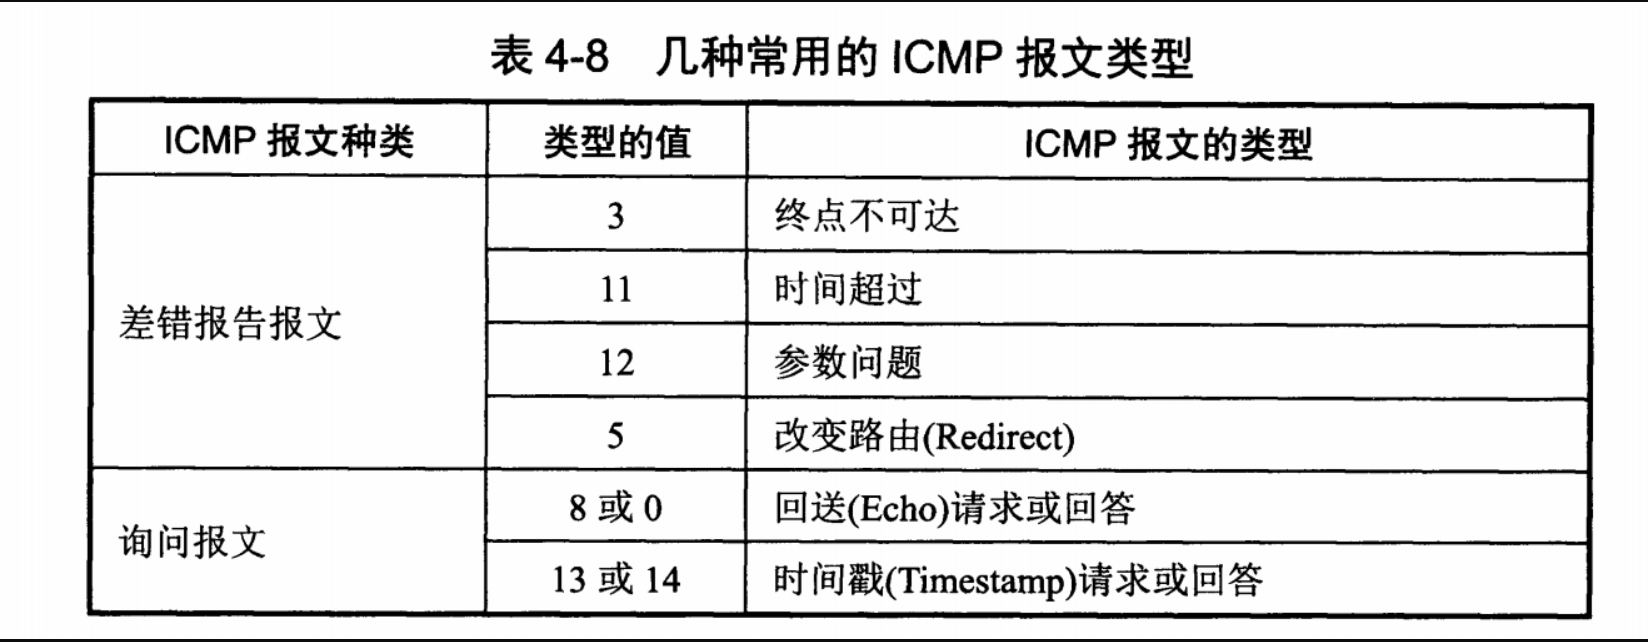 表 4-8 几种常用的 ICMP 报文类型
ICMP 报文种类 类型的值 ICMP 报文的类型
差错报告报文
3 终点不可达
11 时间超过
12 参数问题
5 改变路由(Redirect)
询问报文
8 或 0 回送(Echo)请求或回答
13 或 14 时间戳(Timestamp)请求或回答